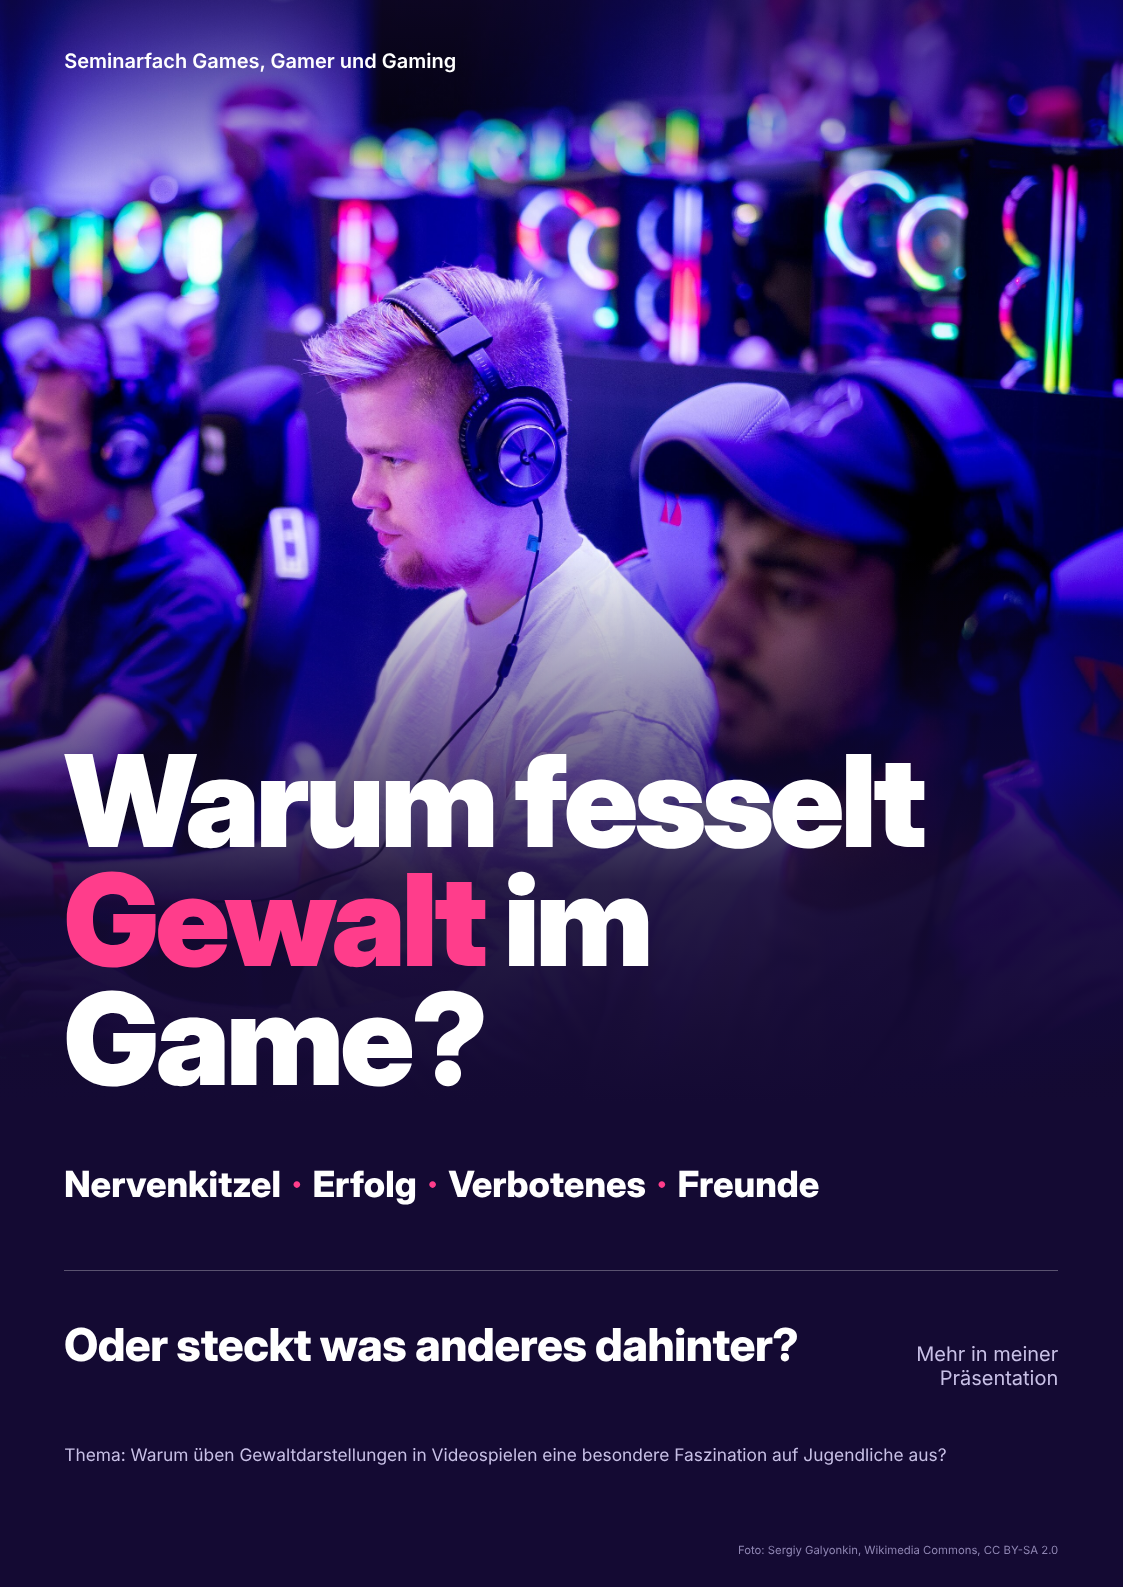 Seminarfach Games, Gamer und Gaming
Warum fesselt
Gewalt im
Game?
Nervenkitzel · Erfolg · Verbotenes · Freunde
Oder steckt was anderes dahinter?
Mehr in meiner
Präsentation
Thema: Warum üben Gewaltdarstellungen in Videospielen eine besondere Faszination auf Jugendliche aus?
Foto: Sergiy Galyonkin, Wikimedia Commons, CC BY-SA 2.0